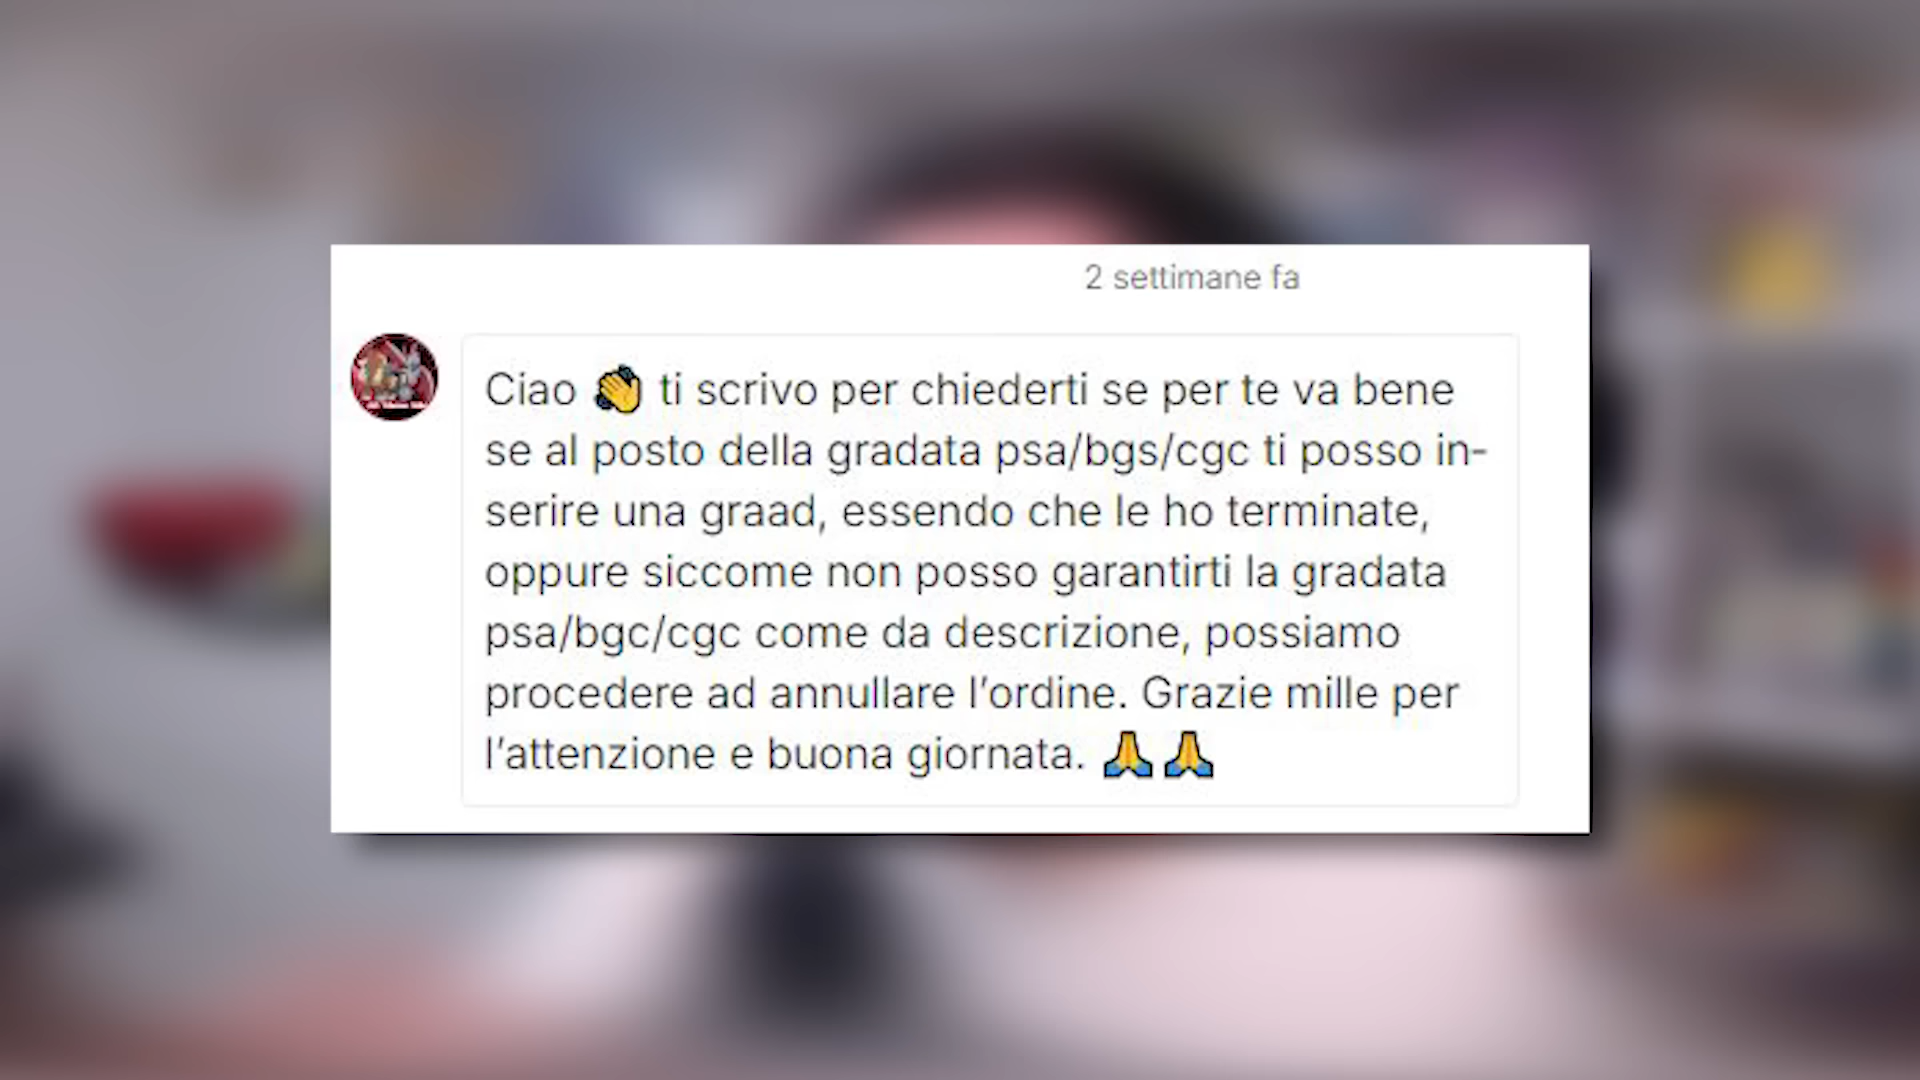 2 settimane fa
Ciao 👋 ti scrivo per chiederti se per te va bene
se al posto della gradata psa/bgs/cgc ti posso in-
serire una graad, essendo che le ho terminate,
oppure siccome non posso garantirti la gradata
psa/bgc/cgc come da descrizione, possiamo
procedere ad annullare l’ordine. Grazie mille per
l’attenzione e buona giornata. 🙏🙏